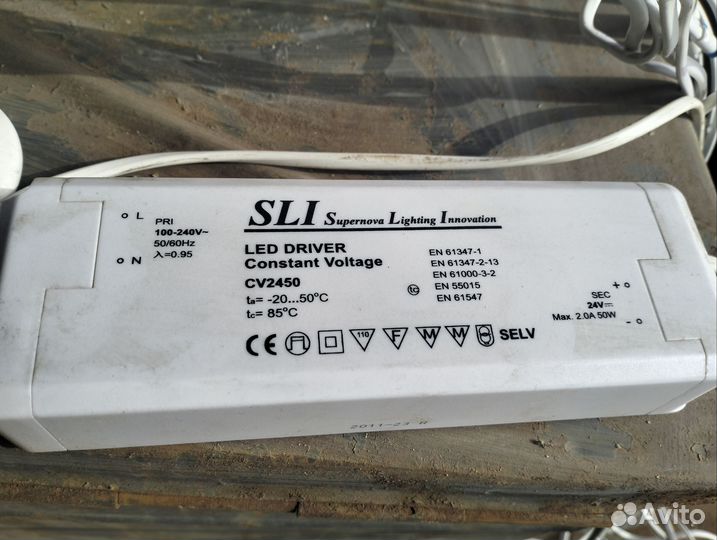 SLI Supernova Lighting Innovation
L
N
PRI
100-240V~
50/60Hz
λ=0.95
LED DRIVER
Constant Voltage
CV2450
ta= -20...50°C
tc= 85°C
tc
EN 61347-1
EN 61347-2-13
EN 61000-3-2
EN 55015
EN 61547
+
SEC
24V⎓
Max. 2.0A 50W
-
CE 110 F M M SELV
2011-23 R
Avito